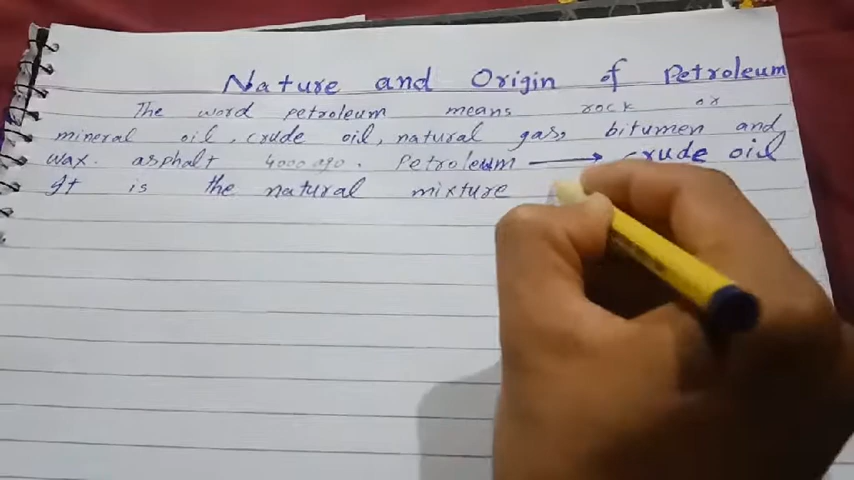 Nature and Origin of Petroleum
The word petroleum means rock or
mineral oil, crude oil, natural gass, bitumen and
wax. asphalt 4000 ago. Petroleum → crude oil
It is the natural mixture